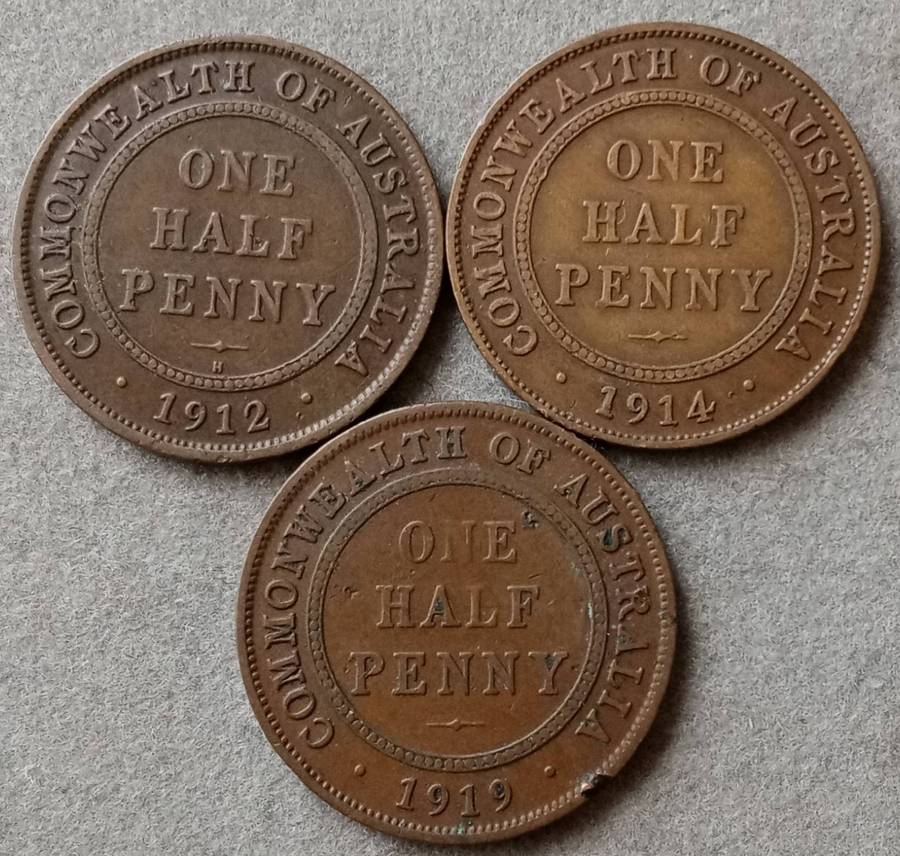 COMMONWEALTH OF AUSTRALIA
ONE
HALF
PENNY
H
1912
COMMONWEALTH OF AUSTRALIA
ONE
HALF
PENNY
1914
COMMONWEALTH OF AUSTRALIA
ONE
HALF
PENNY
1919